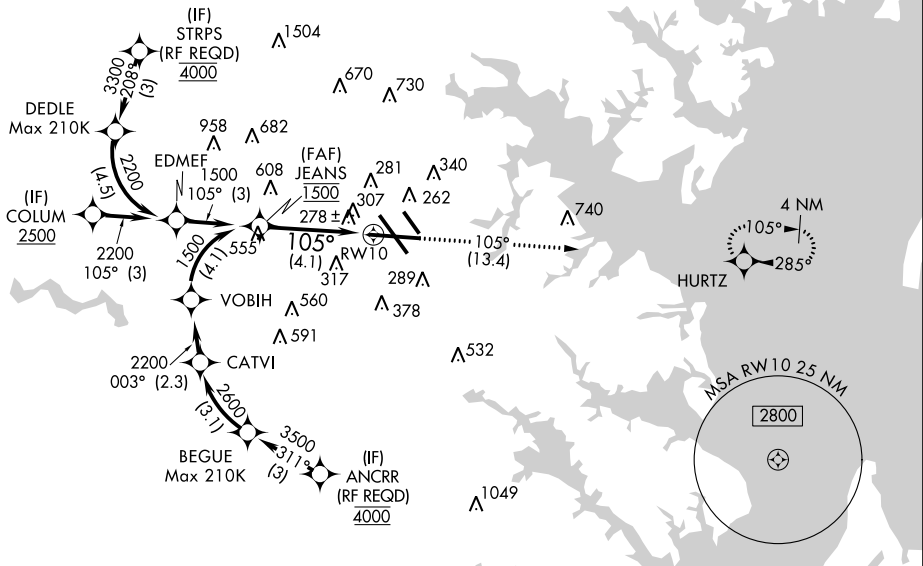 (IF)
STRPS
(RF REQD)
4000
1504
670
730
3300
208°
(3)
DEDLE
Max 210K
958
682
EDMEF
1500
105° (3)
2200
(4.5)
608
(FAF)
JEANS
1500
281
340
262
307
278 ±
(IF)
COLUM
2500
2200
105° (3)
555
105°
(4.1)
RW10
317
105°
(13.4)
740
4 NM
105°
285°
HURTZ
1500
(4.1)
289
378
VOBIH
560
591
532
2200
003° (2.3)
CATVI
2600
(3.1)
BEGUE
Max 210K
3500
311°
(3)
(IF)
ANCRR
(RF REQD)
4000
1049
MSA RW10 25 NM
2800